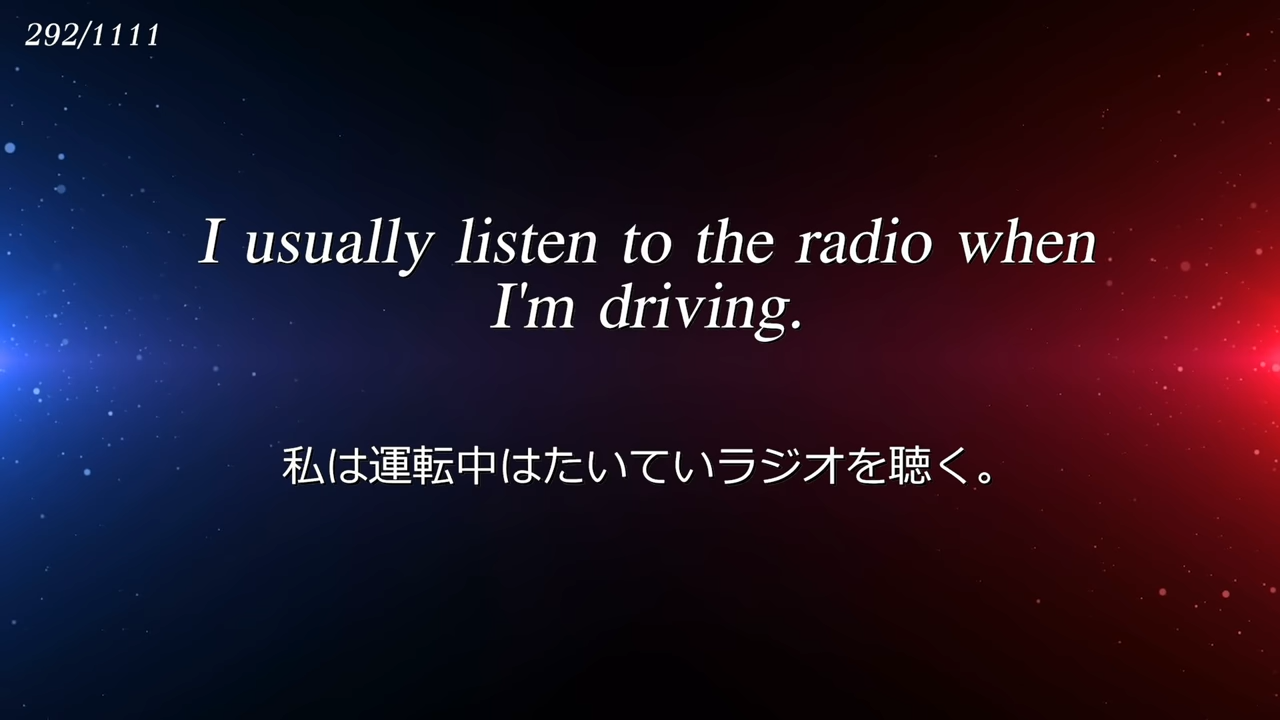 292/1111
I usually listen to the radio when
I'm driving.
私は運転中はたいていラジオを聴く。